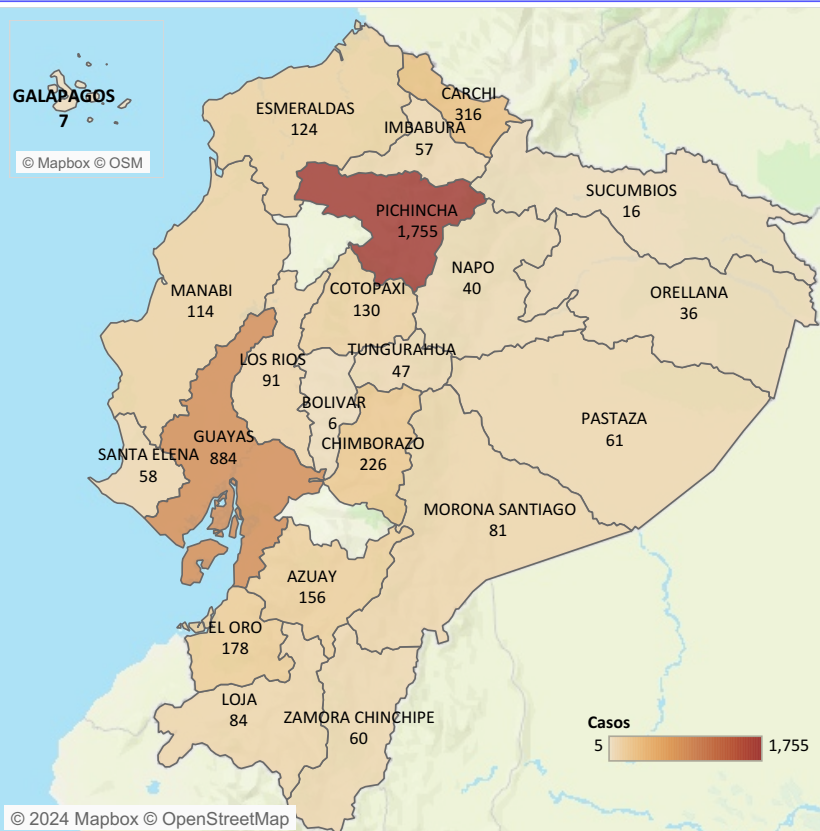 GALAPAGOS
7
© Mapbox © OSM
CARCHI
316
ESMERALDAS
124
IMBABURA
57
SUCUMBIOS
16
PICHINCHA
1,755
NAPO
40
ORELLANA
36
MANABI
114
COTOPAXI
130
TUNGURAHUA
47
LOS RIOS
91
BOLIVAR
6
PASTAZA
61
GUAYAS
884
CHIMBORAZO
226
SANTA ELENA
58
MORONA SANTIAGO
81
AZUAY
156
EL ORO
178
LOJA
84
ZAMORA CHINCHIPE
60
Casos
5 1,755
© 2024 Mapbox © OpenStreetMap